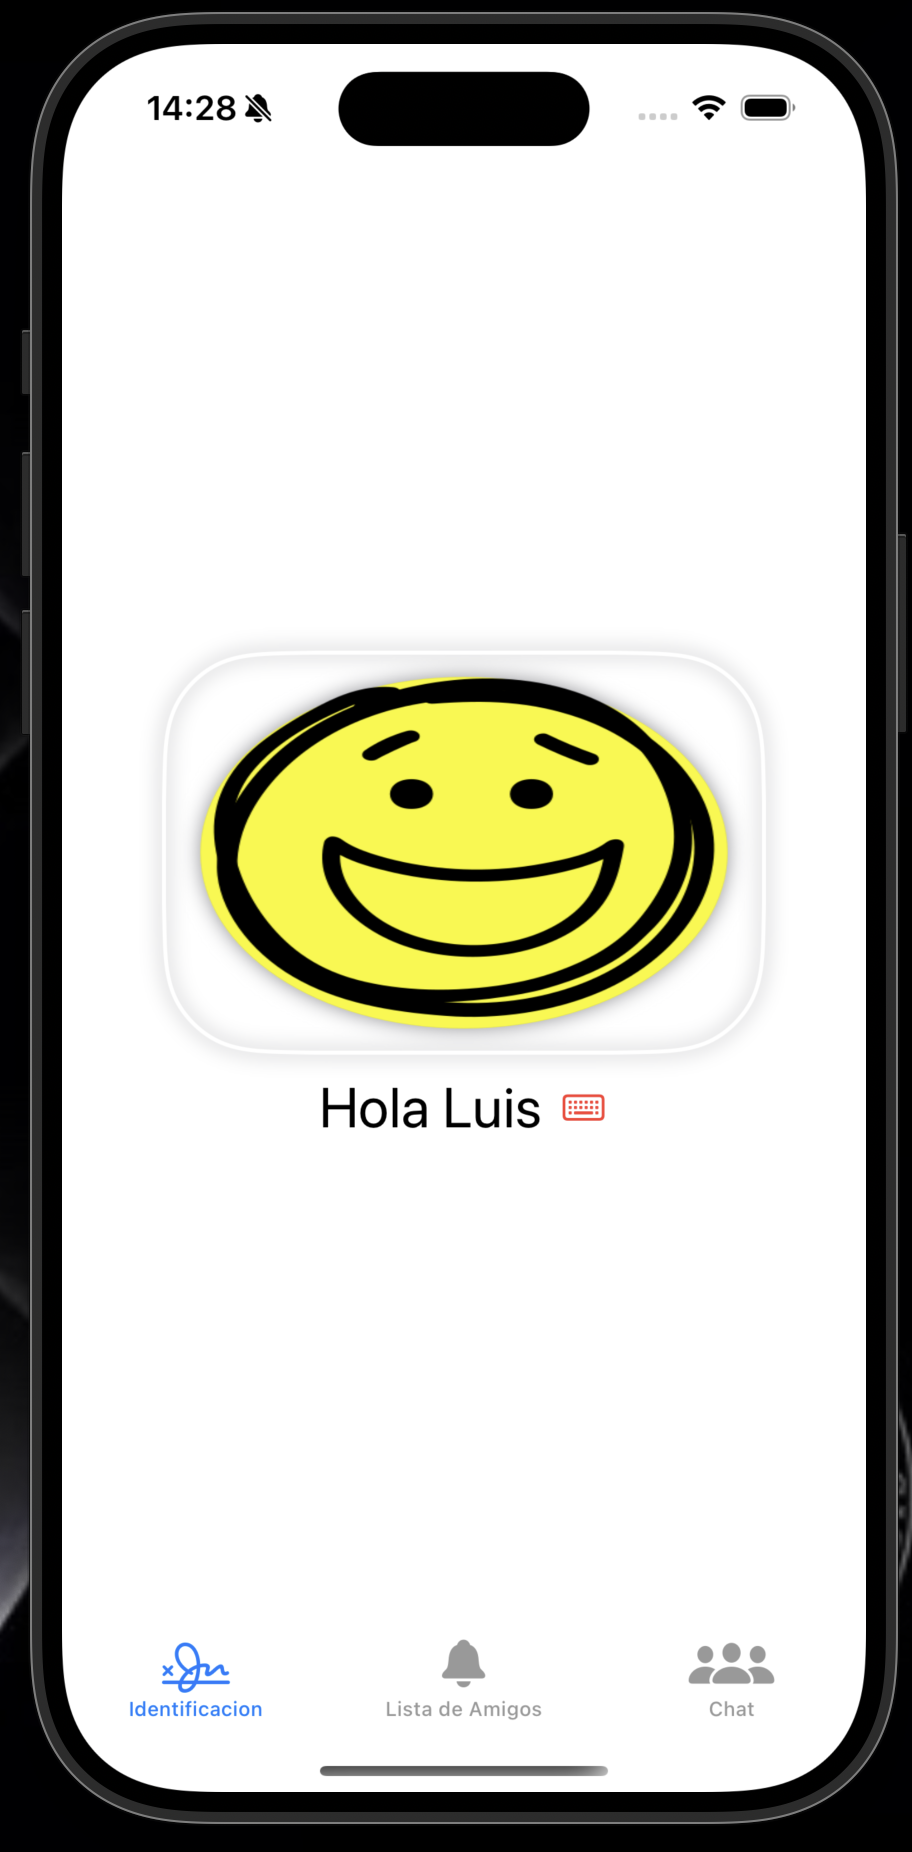 14:28
Hola Luis
Identificacion
Lista de Amigos
Chat